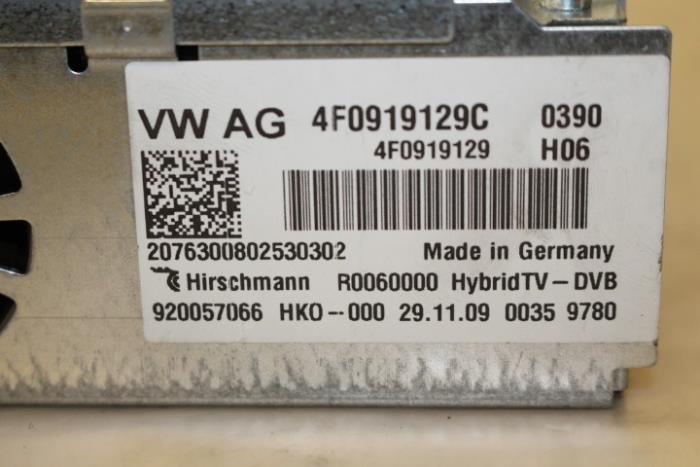 VW AG 4F0919129C 0390
4F0919129 H06
2076300802530302 Made in Germany
Hirschmann R0060000 HybridTV-DVB
920057066 HKO--000 29.11.09 0035 9780